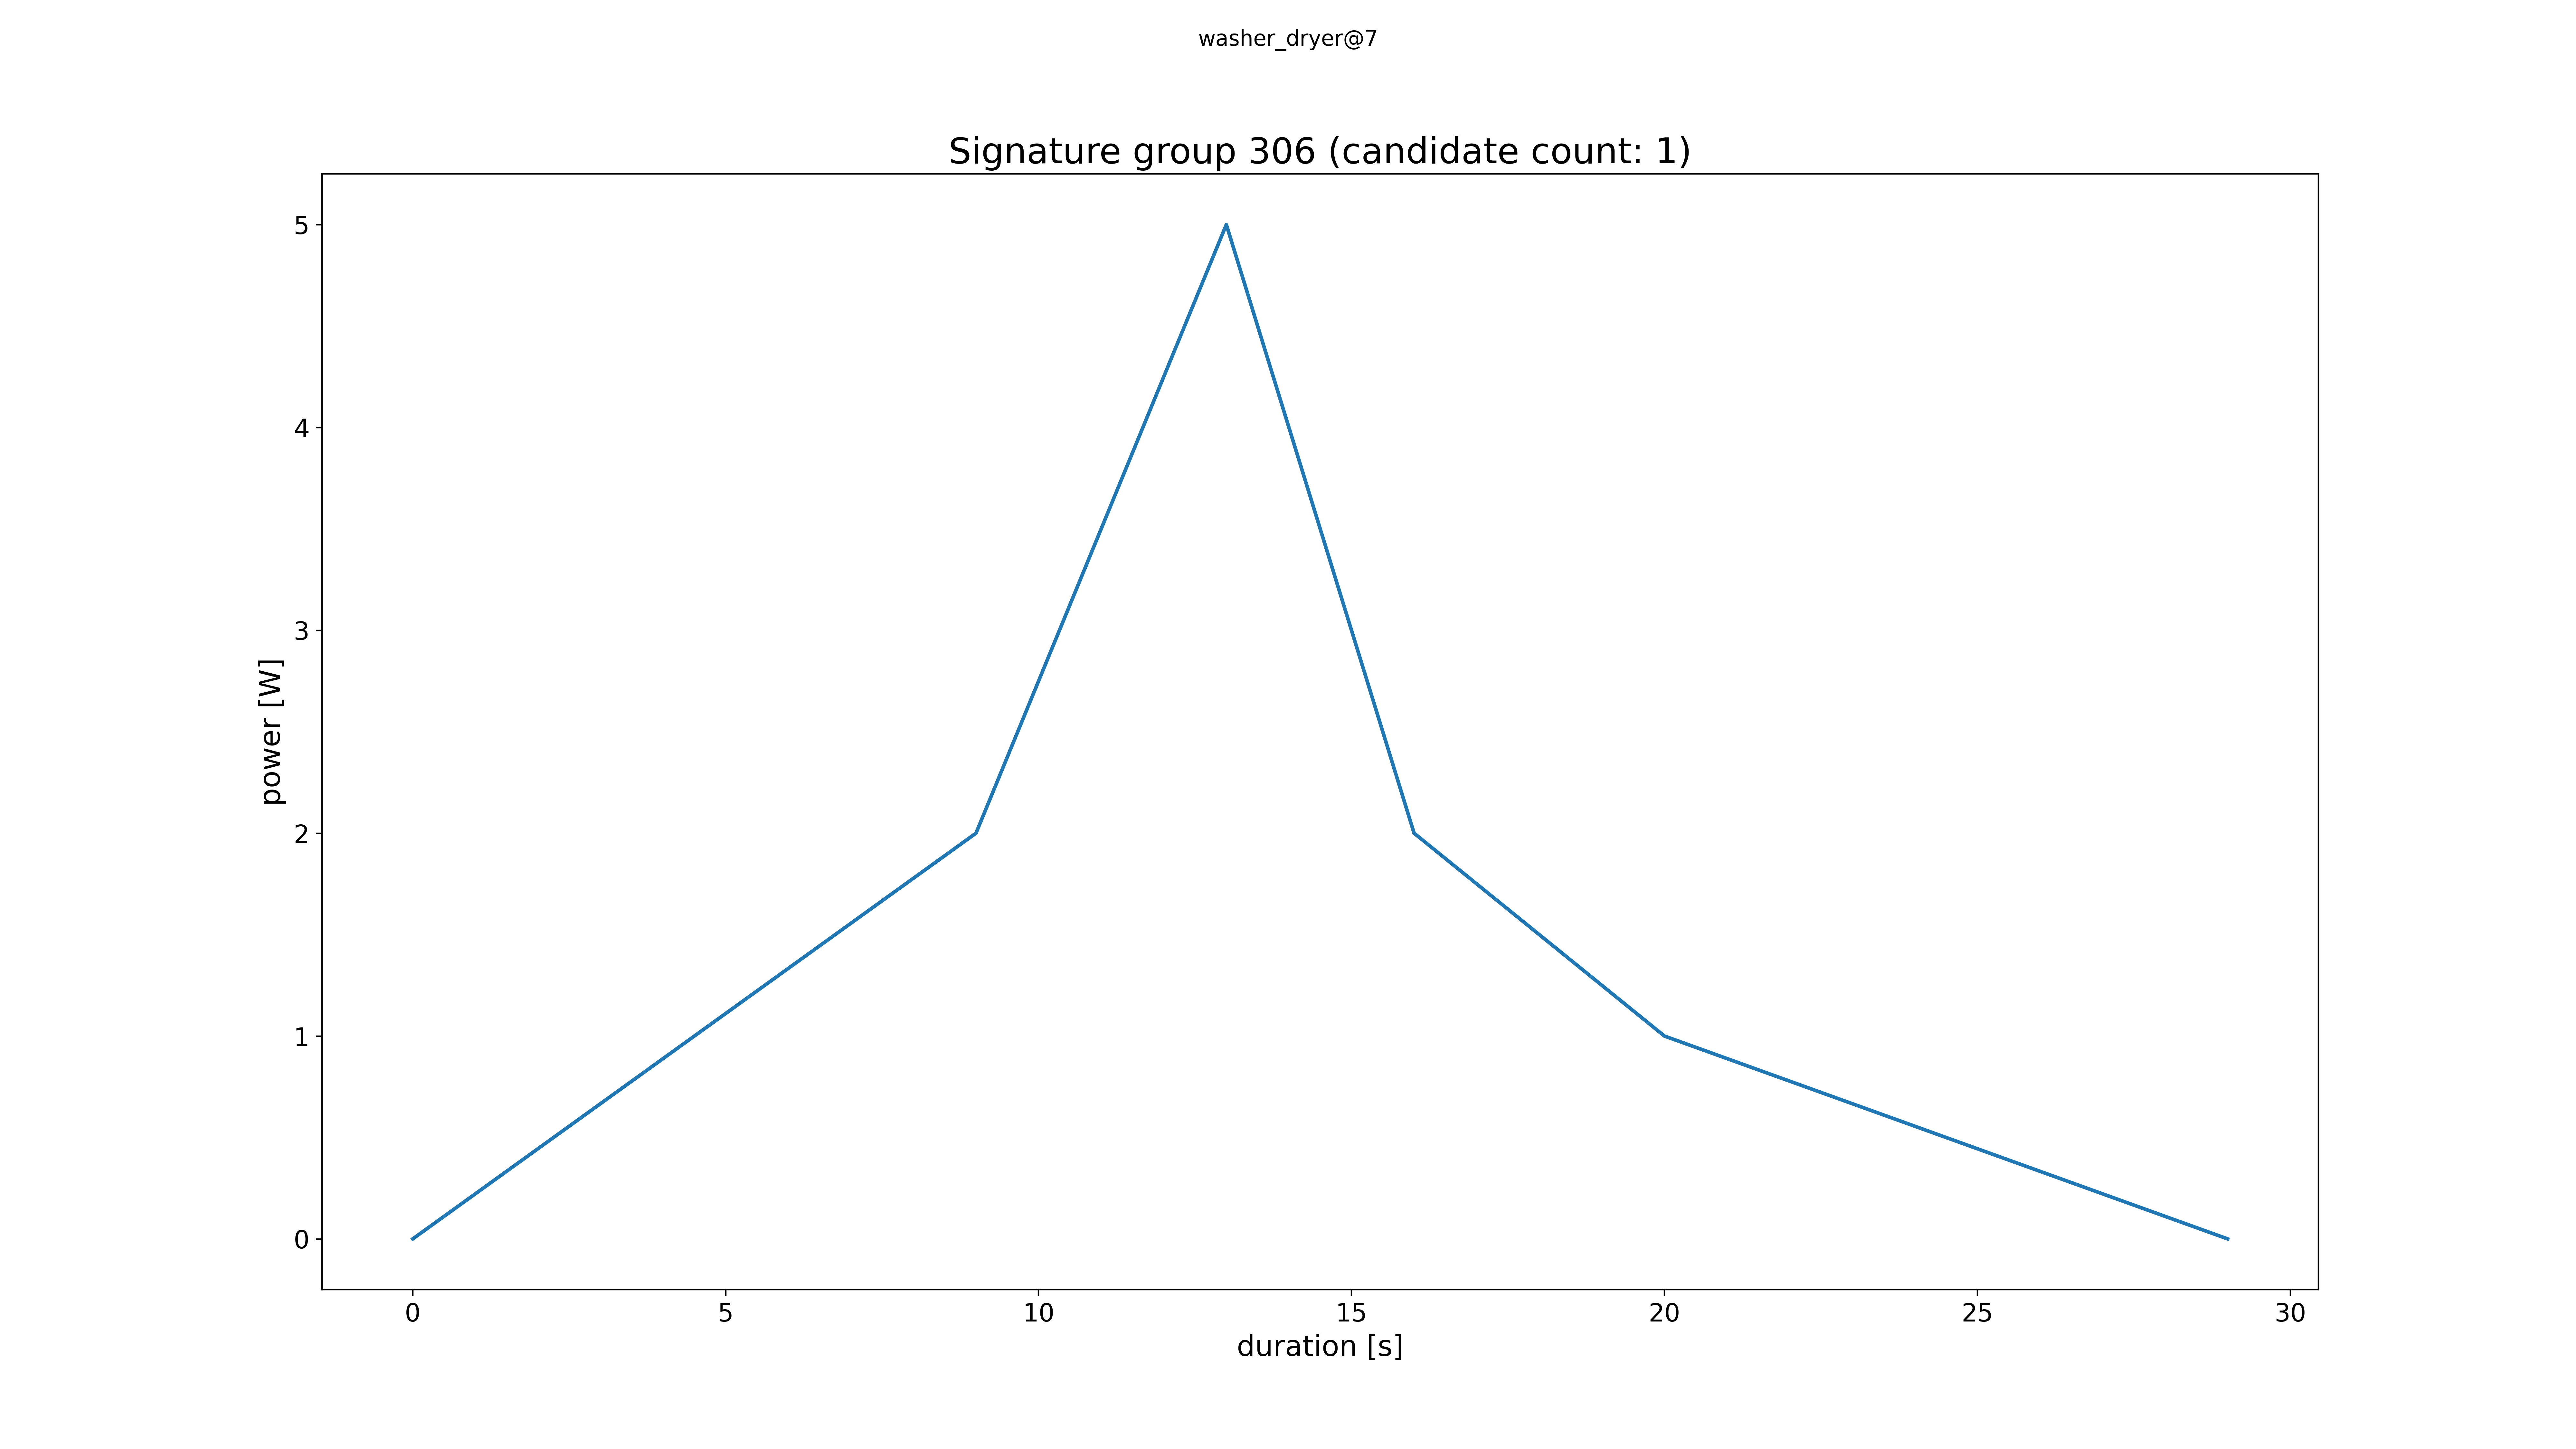 washer_dryer@7
Signature group 306 (candidate count: 1)
5
4
3
2
1
0
power [W]
0 5 10 15 20 25 30
duration [s]